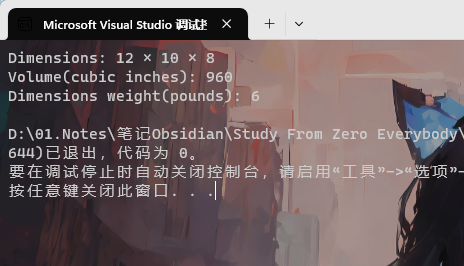 Microsoft Visual Studio 调试控
Dimensions: 12 × 10 × 8
Volume(cubic inches): 960
Dimensions weight(pounds): 6
D:\01.Notes\笔记Obsidian\Study From Zero Everybody\
644)已退出，代码为 0。
要在调试停止时自动关闭控制台，请启用“工具”->“选项”-
按任意键关闭此窗口. . .